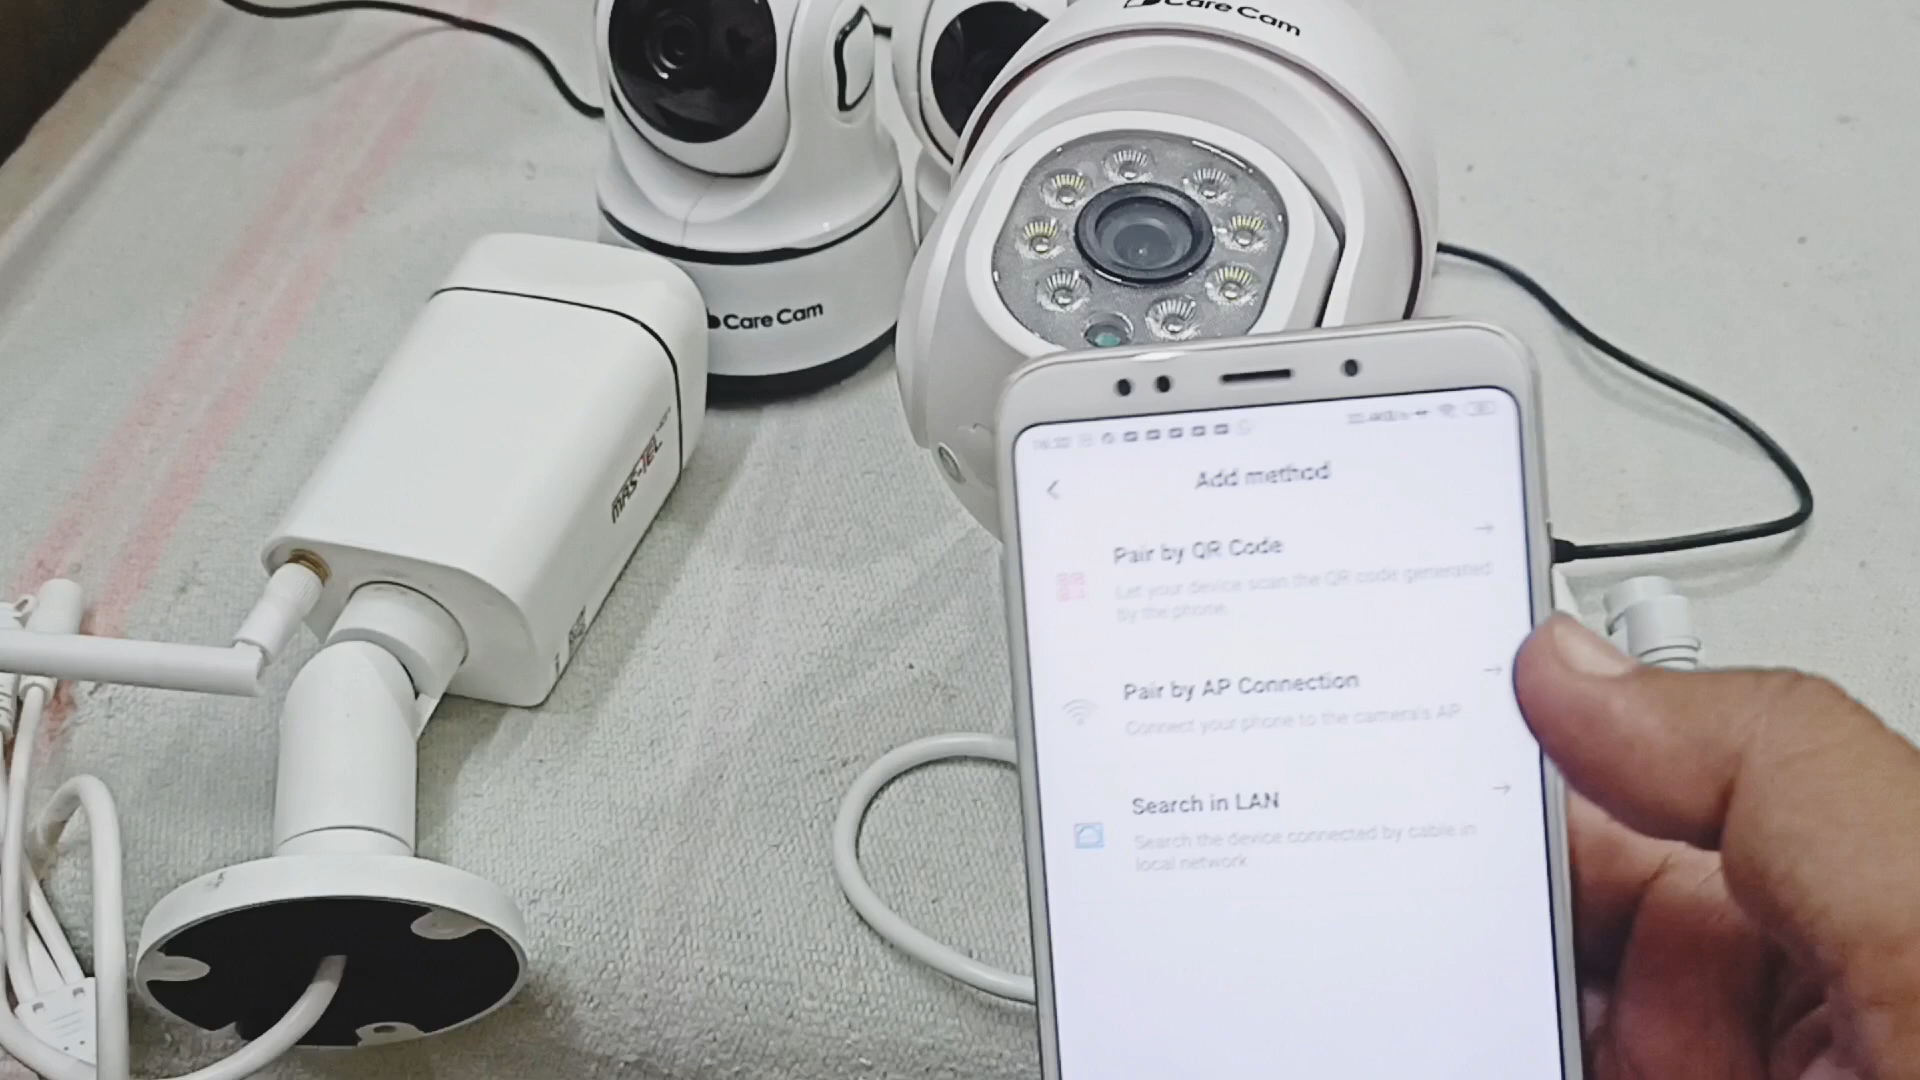 Care Cam
Care Cam
MAS-TEL
Add method
Pair by QR Code
Let your device scan the QR code generated
by the phone
Pair by AP Connection
Connect your phone to the camera's AP
Search in LAN
Search the device connected by cable in
local network